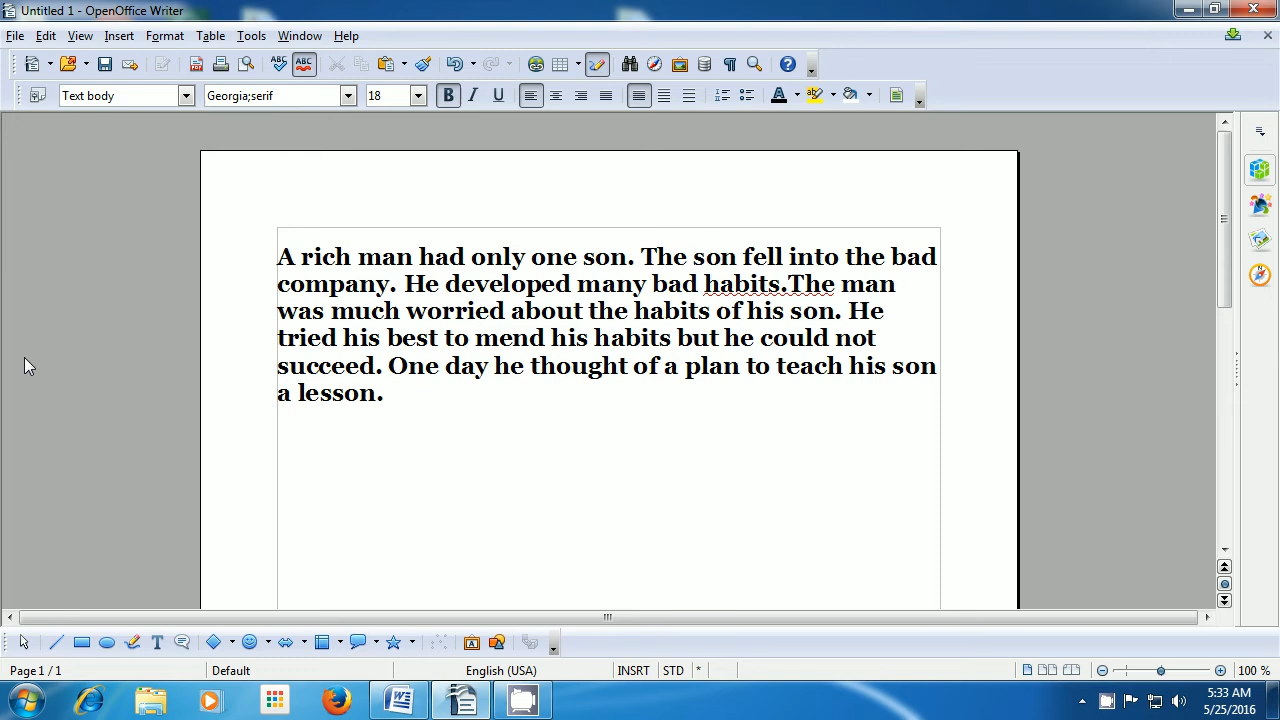 Untitled 1 - OpenOffice Writer
File Edit View Insert Format Table Tools Window Help
ABC ABC
Text body Georgia;serif 18 B I U A
A rich man had only one son. The son fell into the bad
company. He developed many bad habits.The man
was much worried about the habits of his son. He
tried his best to mend his habits but he could not
succeed. One day he thought of a plan to teach his son
a lesson.
Page 1 / 1 Default English (USA) INSRT STD * 100 %
5:33 AM
5/25/2016